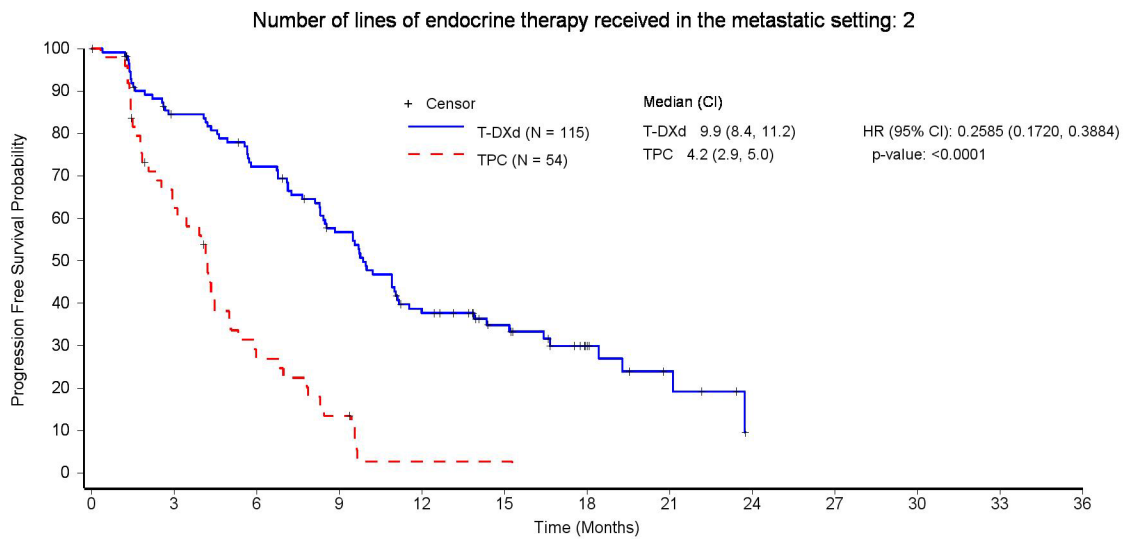 Number of lines of endocrine therapy received in the metastatic setting: 2
Progression Free Survival Probability
100
90
80
70
60
50
40
30
20
10
0
+ Censor
T-DXd (N = 115)
TPC (N = 54)
Median (CI)
T-DXd 9.9 (8.4, 11.2) HR (95% CI): 0.2585 (0.1720, 0.3884)
TPC 4.2 (2.9, 5.0) p-value: <0.0001
0 3 6 9 12 15 18 21 24 27 30 33 36
Time (Months)